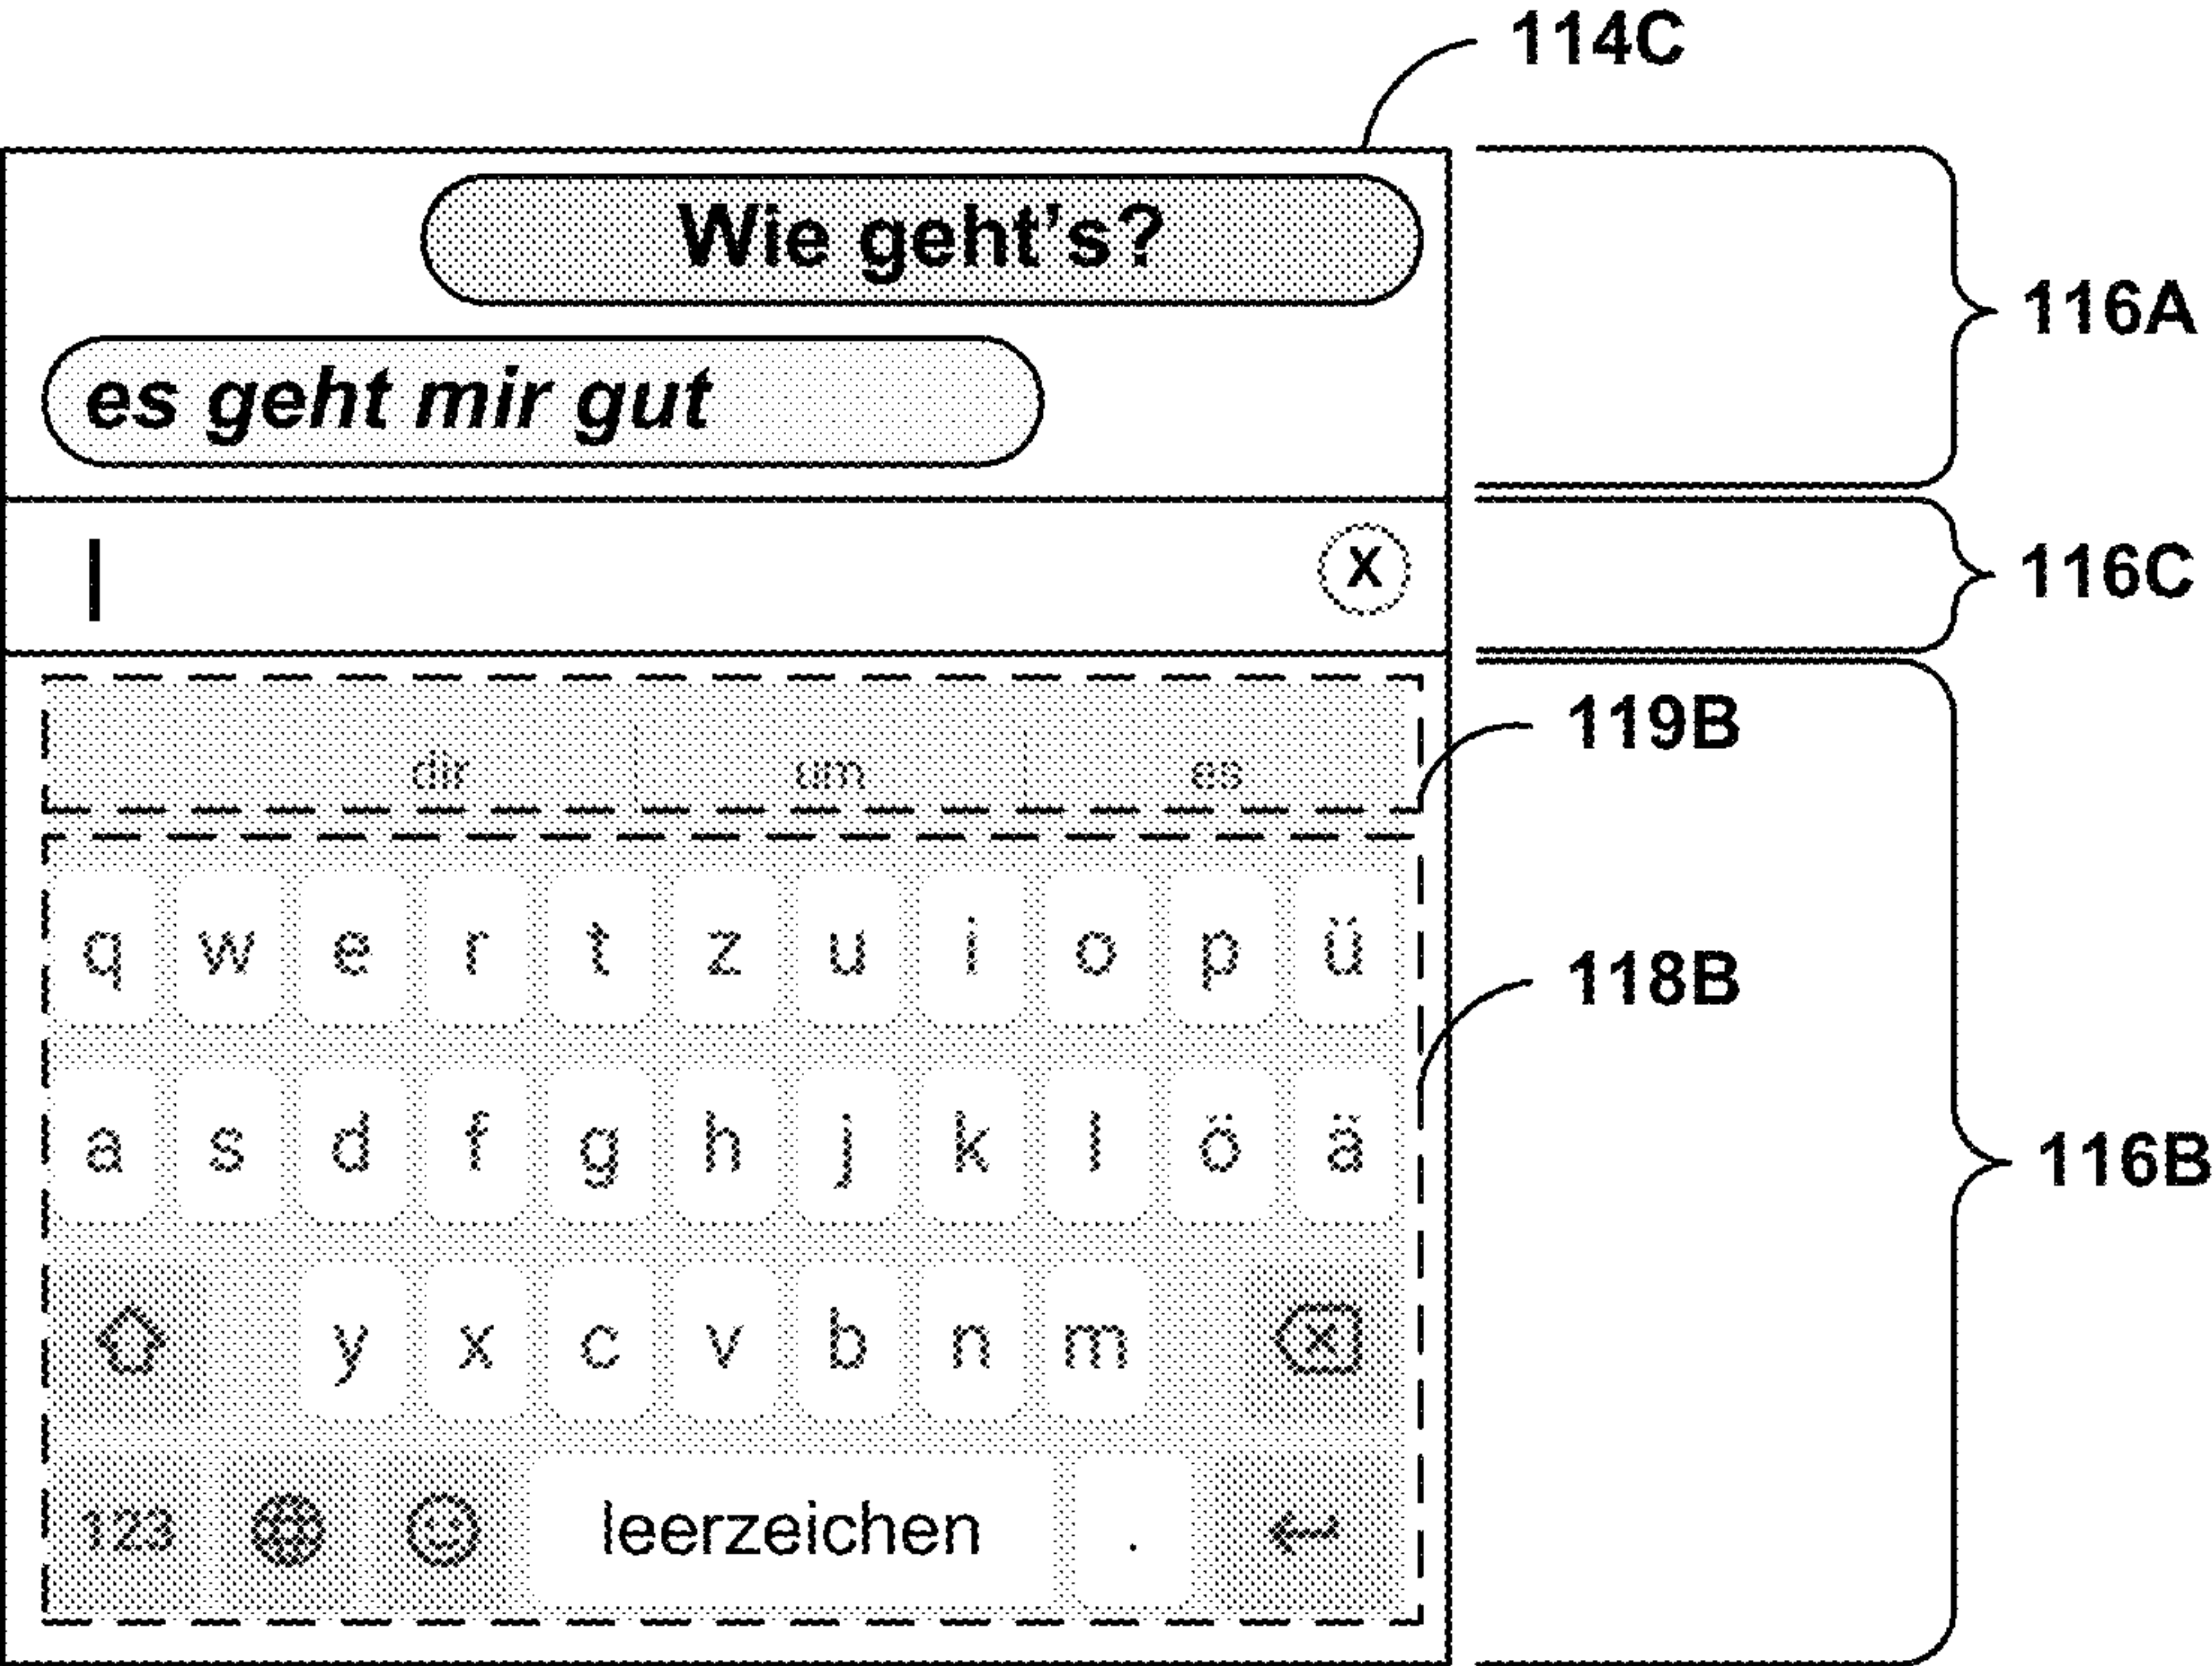 114C
Wie geht's?
116A
es geht mir gut
X
116C
119B
dir um es
q w e r t z u i o p ü
118B
a s d f g h j k l ö ä
116B
y x c v b n m
123 leerzeichen .